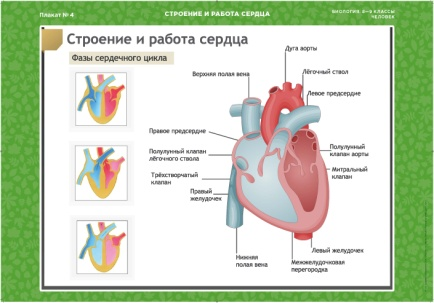 Плакат № 4
СТРОЕНИЕ И РАБОТА СЕРДЦА
БИОЛОГИЯ. 8–9 КЛАССЫ
ЧЕЛОВЕК
Строение и работа сердца
Фазы сердечного цикла
Дуга аорты
Верхняя полая вена
Лёгочный ствол
Левое предсердие
Правое предсердие
Полулунный клапан
лёгочного ствола
Трёхстворчатый
клапан
Правый
желудочек
Полулунный
клапан аорты
Митральный
клапан
Нижняя
полая вена
Левый желудочек
Межжелудочковая
перегородка